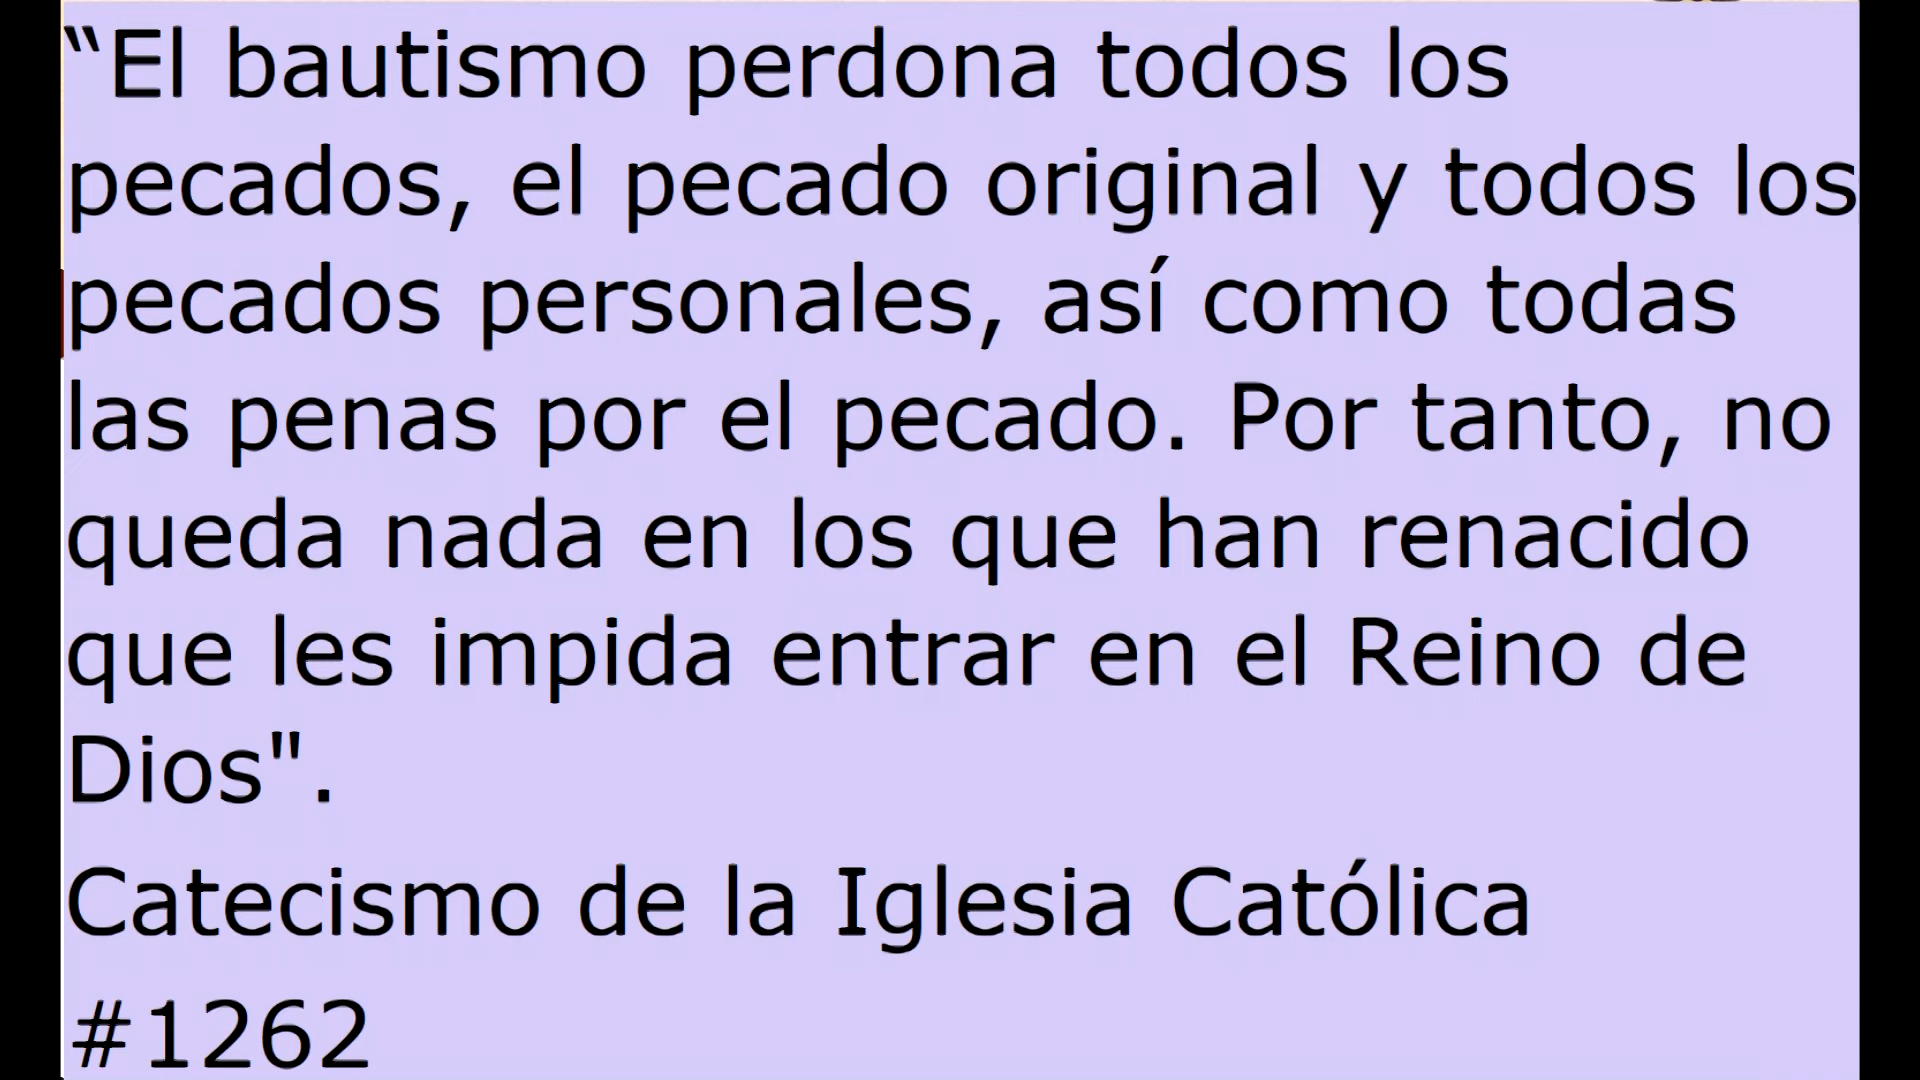 “El bautismo perdona todos los
pecados, el pecado original y todos los
pecados personales, así como todas
las penas por el pecado. Por tanto, no
queda nada en los que han renacido
que les impida entrar en el Reino de
Dios".
Catecismo de la Iglesia Católica
#1262